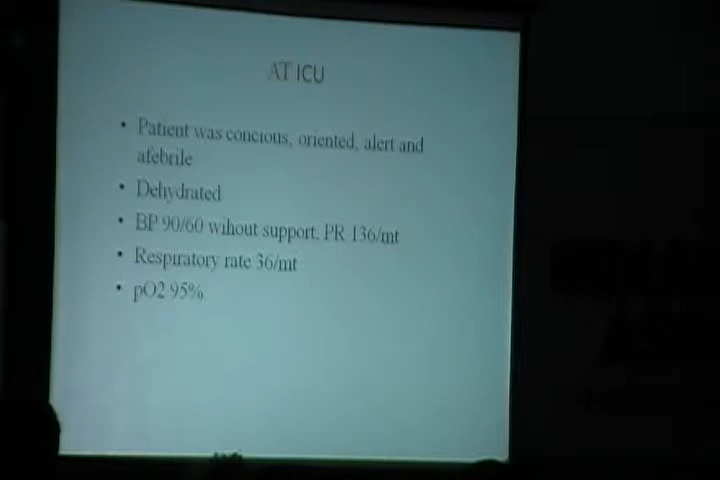 AT ICU
• Patient was concious, oriented, alert and
afebrile
• Dehydrated
• BP 90/60 wihout support. PR 136/mt
• Respiratory rate 36/mt
• pO2 95%